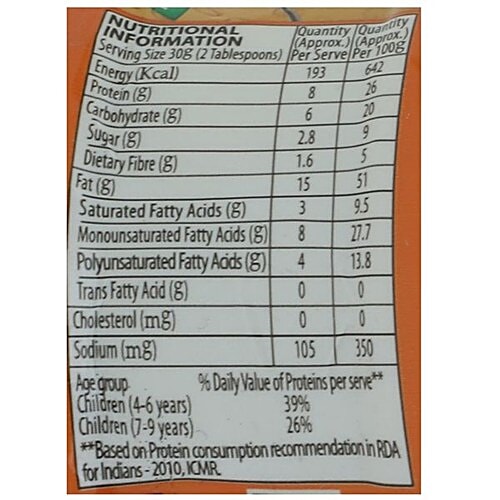 NUTRITIONAL INFORMATION
Serving Size 30g (2 Tablespoons) Quantity (Approx.) Per Serve Quantity (Approx.) Per 100g
Energy (Kcal) 193 642
Protein (g) 8 26
Carbohydrate (g) 6 20
Sugar (g) 2.8 9
Dietary Fibre (g) 1.6 5
Fat (g) 15 51
Saturated Fatty Acids (g) 3 9.5
Monounsaturated Fatty Acids (g) 8 27.7
Polyunsaturated Fatty Acids (g) 4 13.8
Trans Fatty Acid (g) 0 0
Cholesterol (mg) 0 0
Sodium (mg) 105 350
Age group % Daily Value of Proteins per serve**
Children (4-6 years) 39%
Children (7-9 years) 26%
**Based on Protein consumption recommendation in RDA
for Indians - 2010, ICMR.